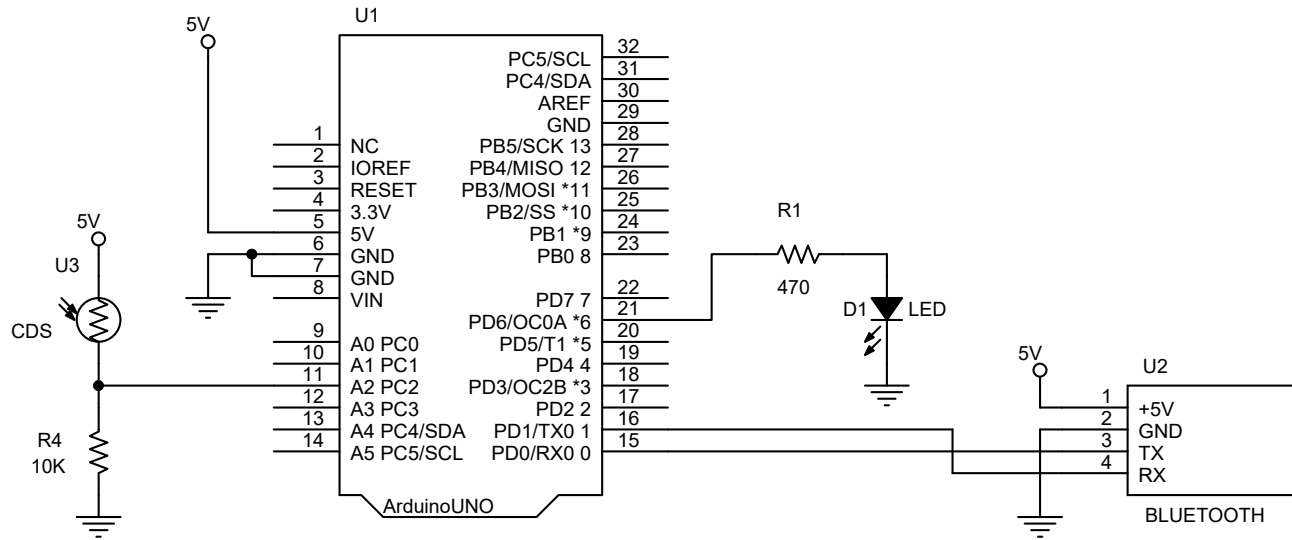 U1
5V
32
PC5/SCL
31
PC4/SDA
30
AREF
29
GND
1
NC
28
PB5/SCK 13
2
IOREF
27
PB4/MISO 12
3
RESET
26
PB3/MOSI *11
4
3.3V
25
PB2/SS *10
5
5V
24
PB1 *9
6
GND
23
PB0 8
7
GND
8
VIN
22
PD7 7
21
PD6/OC0A *6
9
A0 PC0
20
PD5/T1 *5
10
A1 PC1
19
PD4 4
11
A2 PC2
18
PD3/OC2B *3
12
A3 PC3
17
PD2 2
13
A4 PC4/SDA
16
PD1/TX0 1
14
A5 PC5/SCL
15
PD0/RX0 0
ArduinoUNO
5V
U3
CDS
R4
10K
R1
470
D1
LED
5V
U2
1
+5V
2
GND
3
TX
4
RX
BLUETOOTH